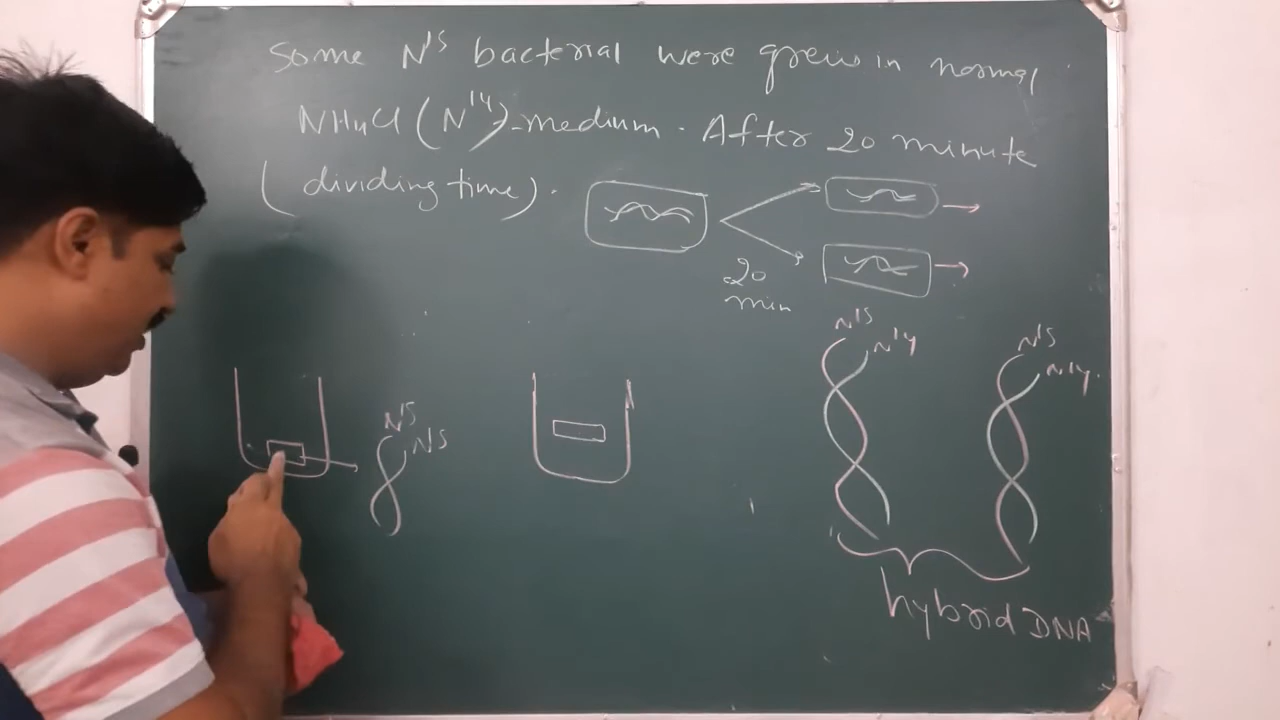 Some N15 bacterial were grew in normal
NH4Cl (N14)-medium. After 20 minute
(dividing time).
20
min
N15
N14
N15
N14.
N15
N15
hybrid DNA